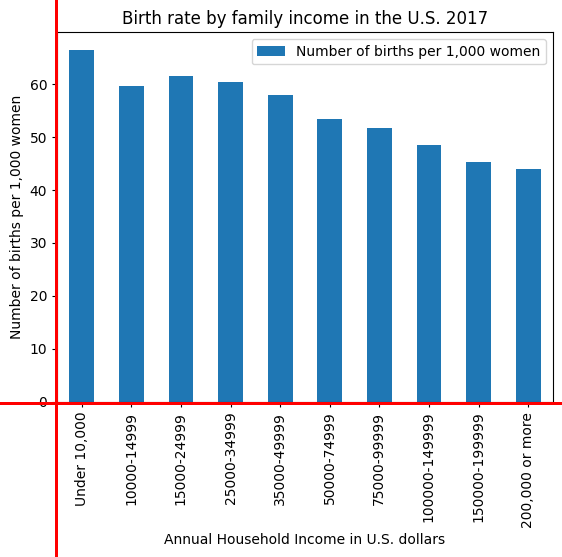 Birth rate by family income in the U.S. 2017
Number of births per 1,000 women
Number of births per 1,000 women
60
50
40
30
20
10
0
Under 10,000
10000-14999
15000-24999
25000-34999
35000-49999
50000-74999
75000-99999
100000-149999
150000-199999
200,000 or more
Annual Household Income in U.S. dollars